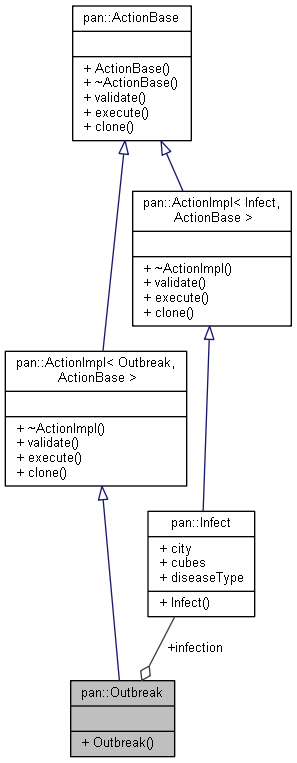 pan::ActionBase
+ ActionBase()
+ ~ActionBase()
+ validate()
+ execute()
+ clone()
pan::ActionImpl< Infect,
ActionBase >
+ ~ActionImpl()
+ validate()
+ execute()
+ clone()
pan::ActionImpl< Outbreak,
ActionBase >
+ ~ActionImpl()
+ validate()
+ execute()
+ clone()
pan::Infect
+ city
+ cubes
+ diseaseType
+ Infect()
+infection
pan::Outbreak
+ Outbreak()